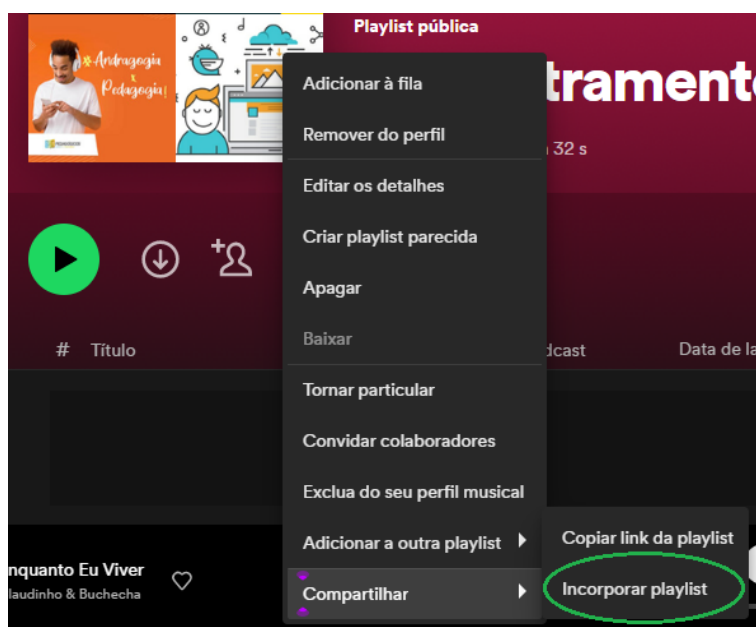 Playlist pública
Andragogia
x
Pedagogia
tramento
32 s
Adicionar à fila
Remover do perfil
Editar os detalhes
Criar playlist parecida
Apagar
Baixar
# Título
dcast
Data de la
Tornar particular
Convidar colaboradores
Exclua do seu perfil musical
Adicionar a outra playlist
Compartilhar
Copiar link da playlist
Incorporar playlist
nquanto Eu Viver
laudinho & Buchecha